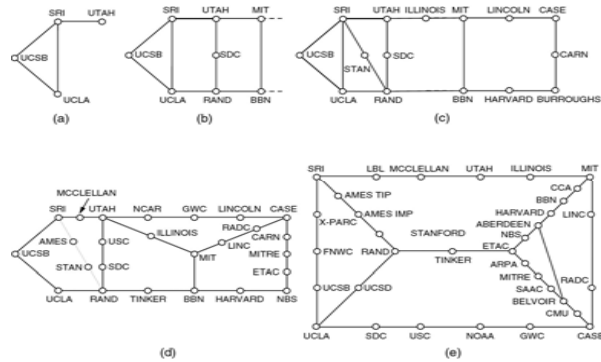 SRI UTAH
UCSB
UCLA
(a)
SRI UTAH MIT
UCSB SDC
UCLA RAND BBN
(b)
SRI UTAH ILLINOIS MIT LINCOLN CASE
UCSB STAN SDC CARN
UCLA RAND BBN HARVARD BURROUGHS
(c)
MCCLELLAN
SRI UTAH NCAR GWC LINCOLN CASE
RADC
ILLINOIS CARN
AMES USC LINC
UCSB MIT MITRE
STAN SDC ETAC
UCLA RAND TINKER BBN HARVARD NBS
(d)
SRI LBL MCCLELLAN UTAH ILLINOIS MIT
CCA
AMES TIP BBN
X-PARC AMES IMP HARVARD LINC
ABERDEEN
STANFORD NBS
FNWC RAND ETAC
TINKER ARPA
MITRE RADC
UCSB UCSD SAAC
BELVOIR
CMU
UCLA SDC USC NOAA GWC CASE
(e)